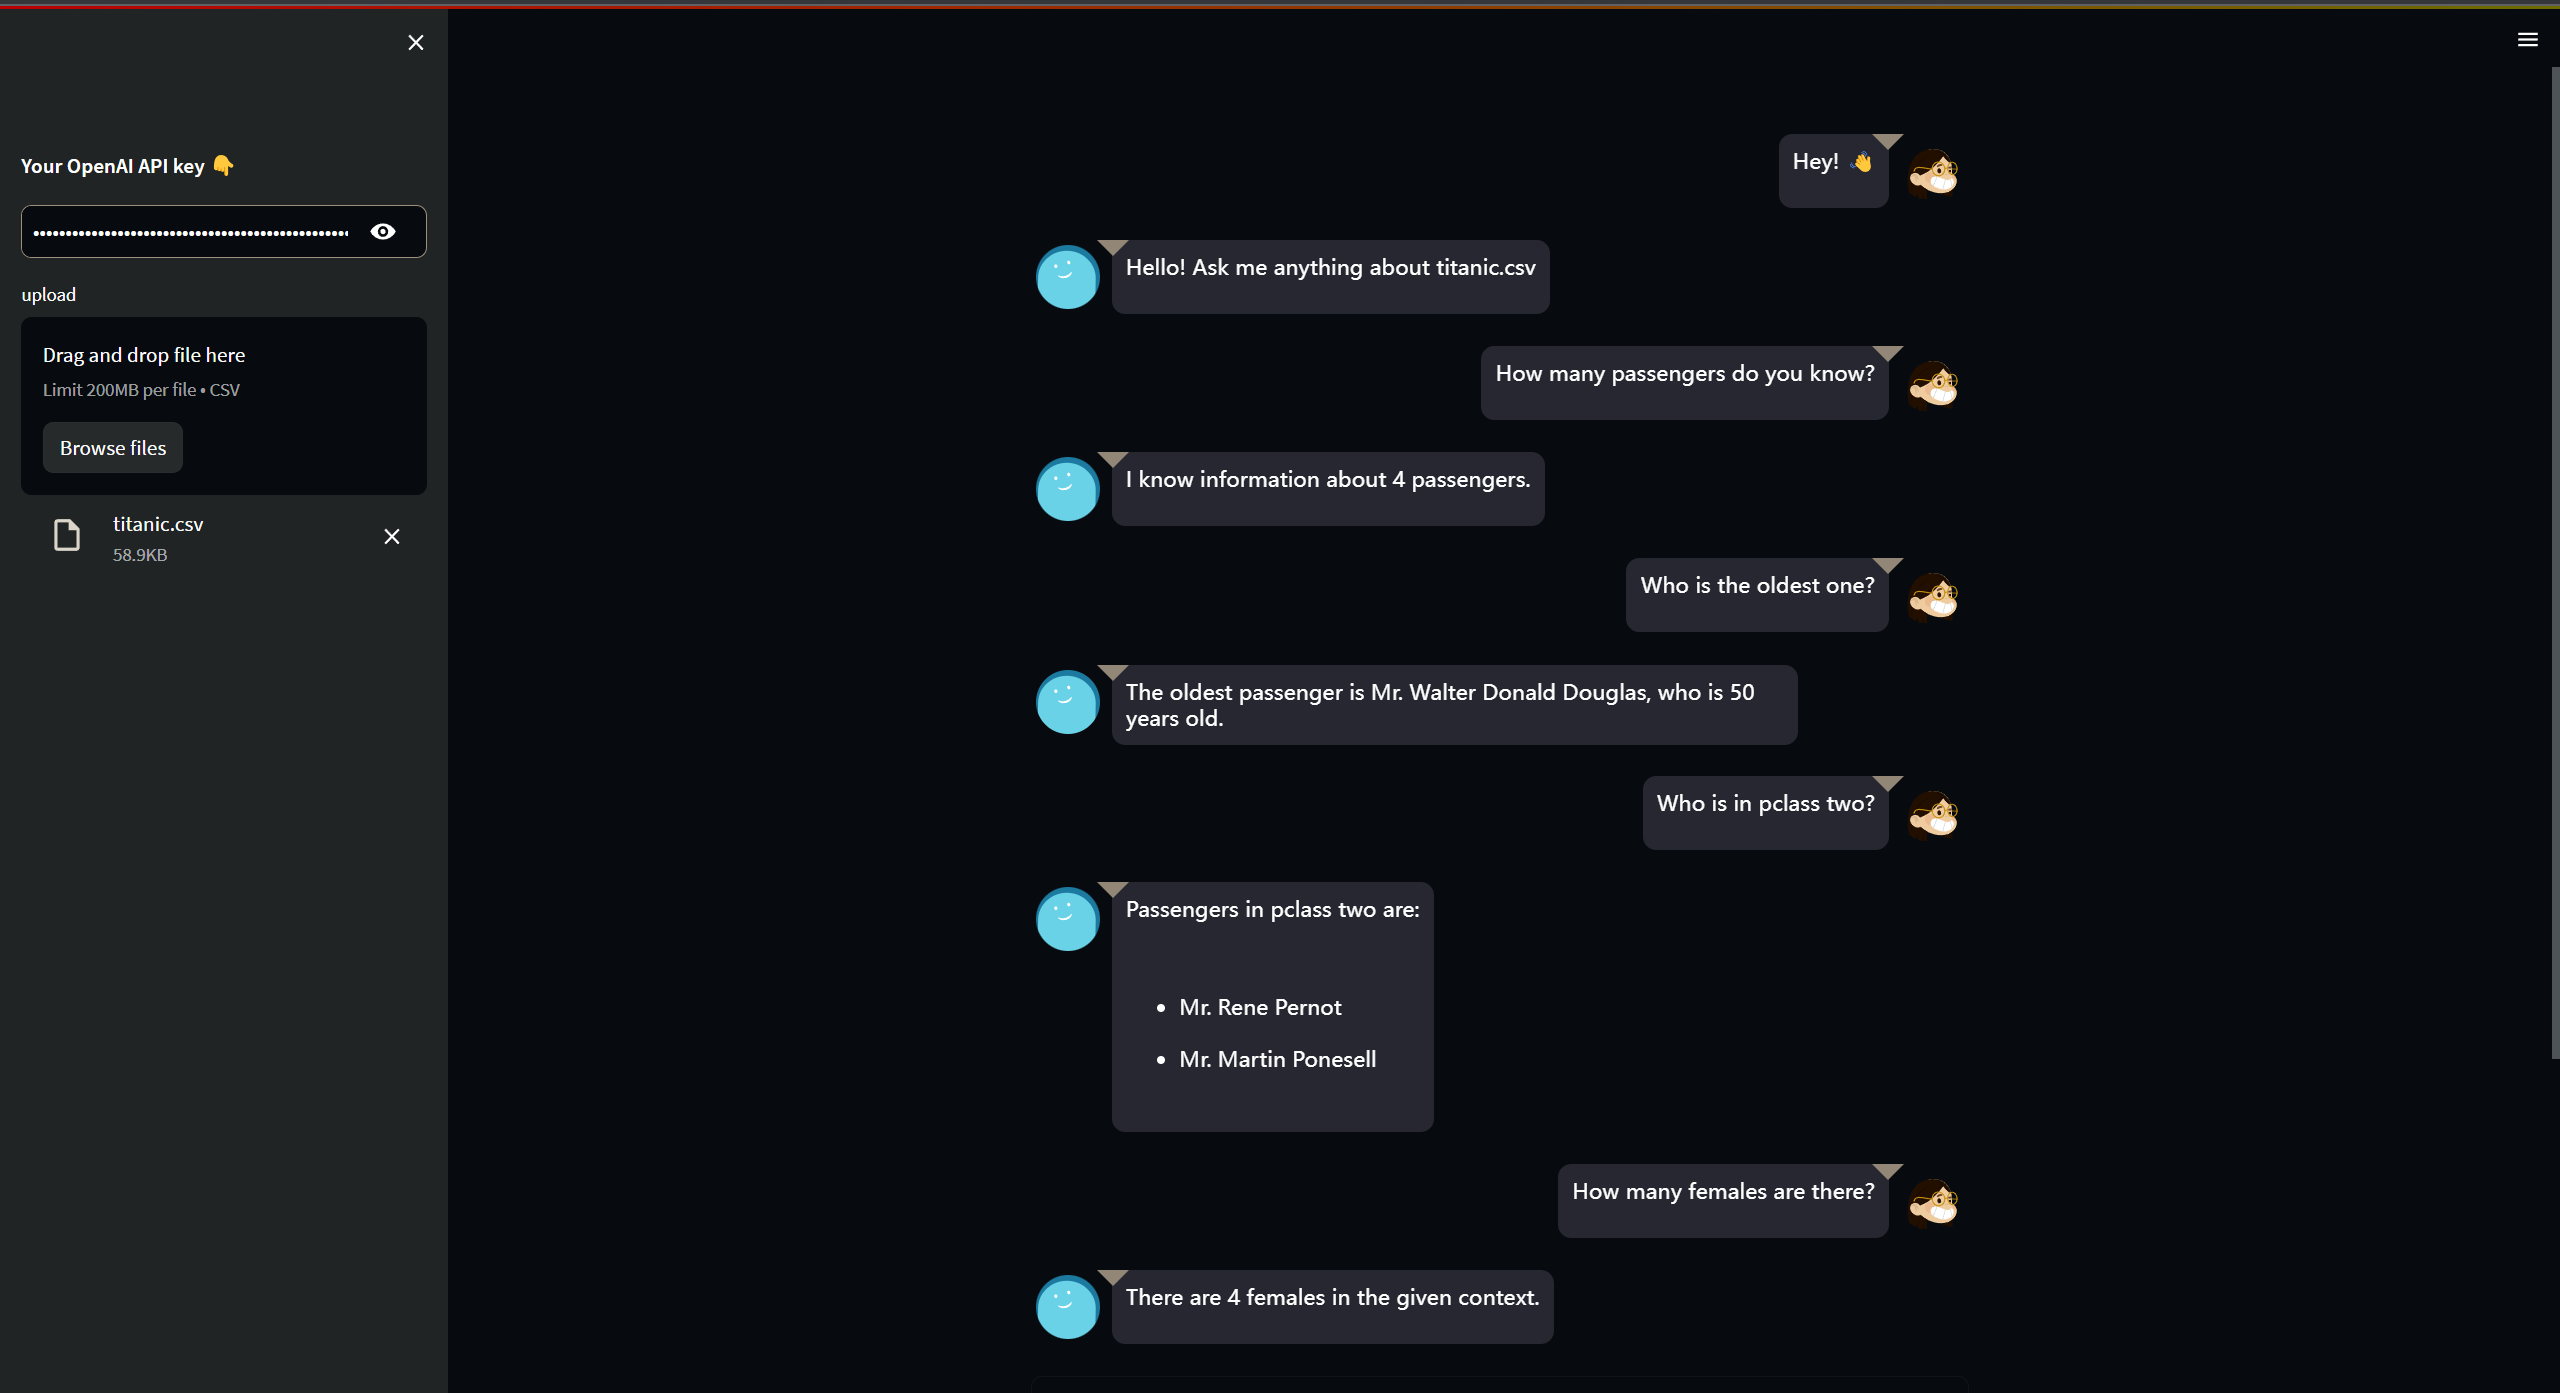 Your OpenAI API key 👇
••••••••••••••••••••••••••••••••••••••••••••••••••
upload
Drag and drop file here
Limit 200MB per file • CSV
Browse files
titanic.csv
58.9KB
Hey! 👋
Hello! Ask me anything about titanic.csv
How many passengers do you know?
I know information about 4 passengers.
Who is the oldest one?
The oldest passenger is Mr. Walter Donald Douglas, who is 50
years old.
Who is in pclass two?
Passengers in pclass two are:
• Mr. Rene Pernot
• Mr. Martin Ponesell
How many females are there?
There are 4 females in the given context.